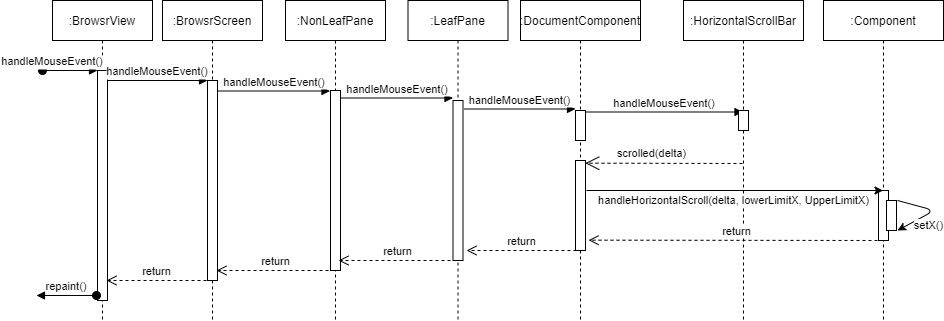 :BrowsrView
:BrowsrScreen
:NonLeafPane
:LeafPane
:DocumentComponent
:HorizontalScrollBar
:Component
handleMouseEvent()
handleMouseEvent()
handleMouseEvent()
handleMouseEvent()
handleMouseEvent()
handleMouseEvent()
scrolled(delta)
handleHorizontalScroll(delta, lowerLimitX, UpperLimitX)
setX()
return
return
return
return
return
repaint()